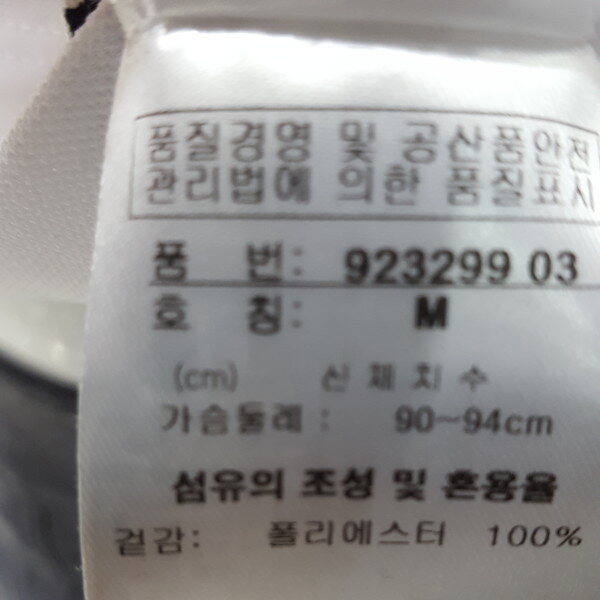 품질경영 및 공산품안전
관리법에 의한 품질표시
품 번: 923299 03
호 칭: M
(cm) 신체치수
가슴둘레: 90~94cm
섬유의 조성 및 혼용율
겉감: 폴리에스터 100%